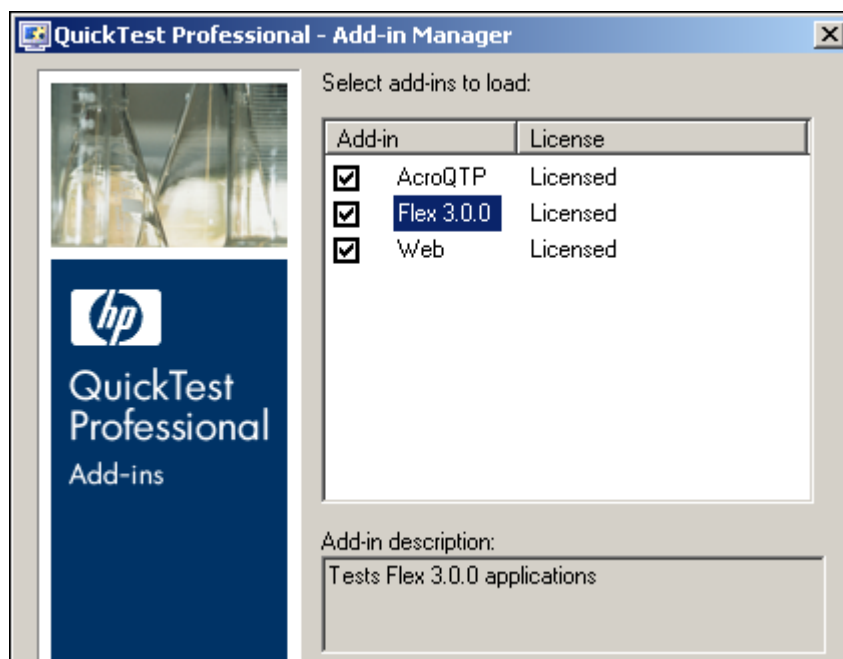 QuickTest Professional - Add-in Manager
Select add-ins to load:
Add-in License
AcroQTP Licensed
Flex 3.0.0 Licensed
Web Licensed
hp
QuickTest
Professional
Add-ins
Add-in description:
Tests Flex 3.0.0 applications